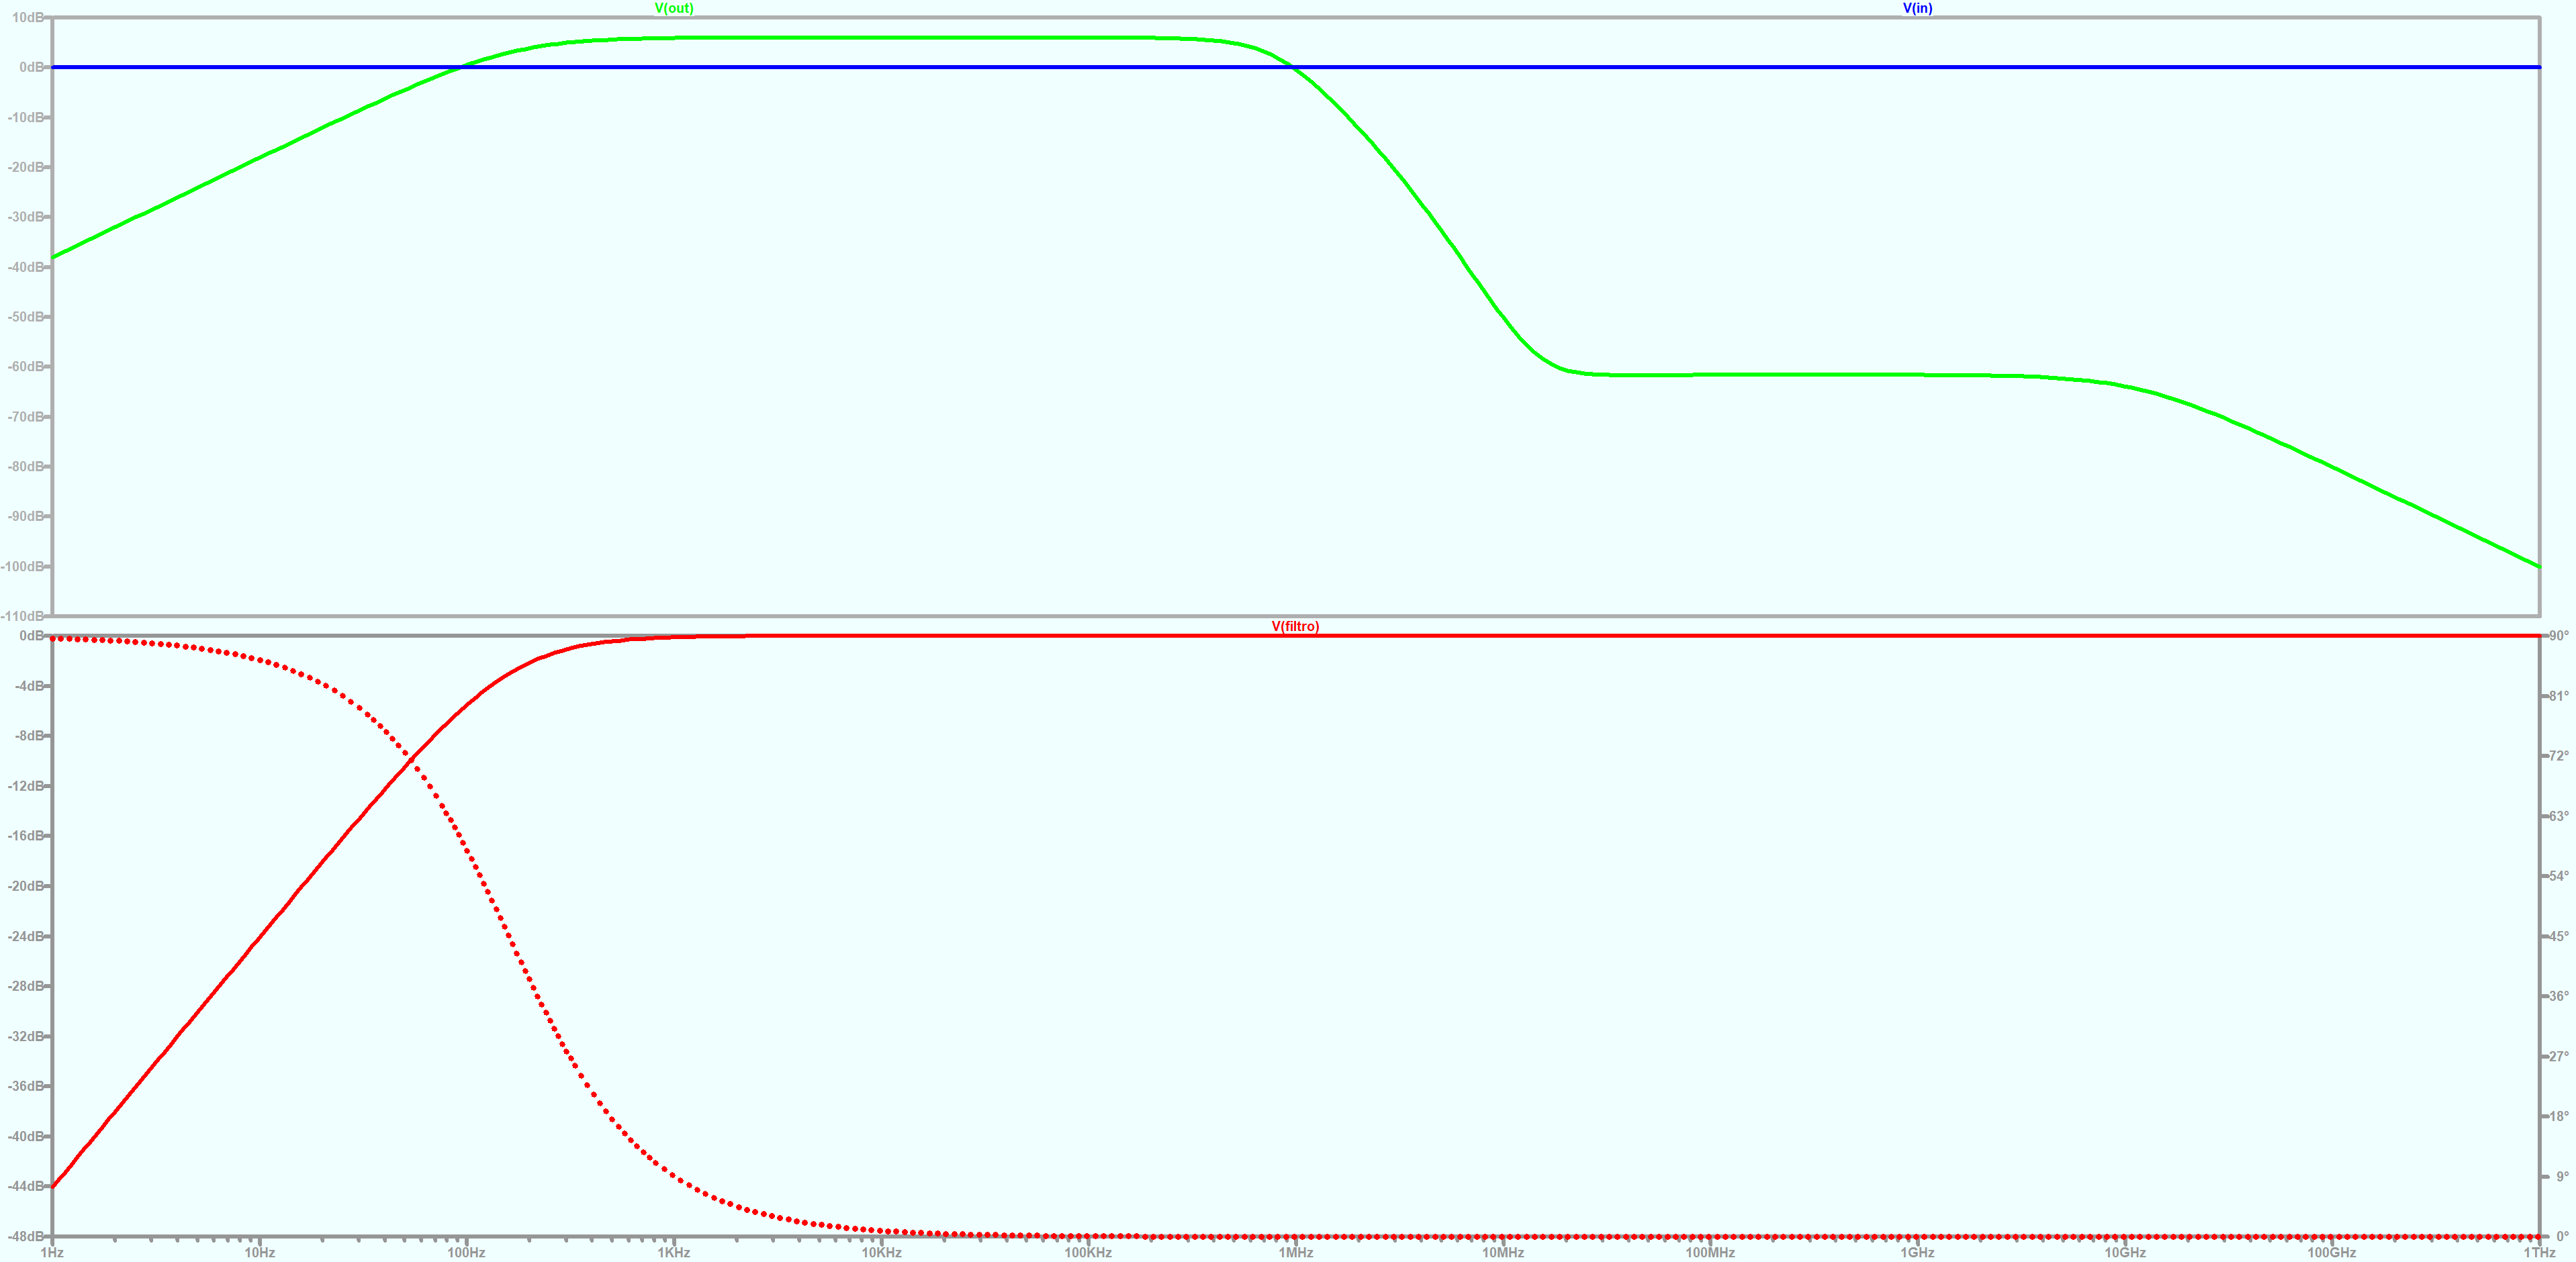 V(out) V(in)
10dB
0dB
-10dB
-20dB
-30dB
-40dB
-50dB
-60dB
-70dB
-80dB
-90dB
-100dB
-110dB
V(filtro)
0dB 90°
-4dB 81°
-8dB 72°
-12dB 63°
-16dB
-20dB 54°
-24dB 45°
-28dB 36°
-32dB 27°
-36dB
-40dB 18°
-44dB 9°
-48dB 0°
1Hz 10Hz 100Hz 1KHz 10KHz 100KHz 1MHz 10MHz 100MHz 1GHz 10GHz 100GHz 1THz